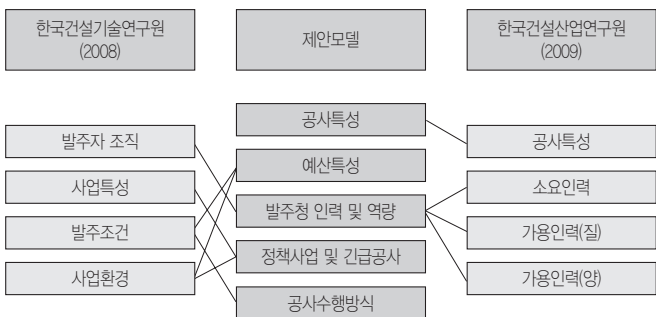 한국건설기술연구원
(2008)
제안모델
한국건설산업연구원
(2009)
발주자 조직
사업특성
발주조건
사업환경
공사특성
예산특성
발주청 인력 및 역량
정책사업 및 긴급공사
공사수행방식
공사특성
소요인력
가용인력(질)
가용인력(양)